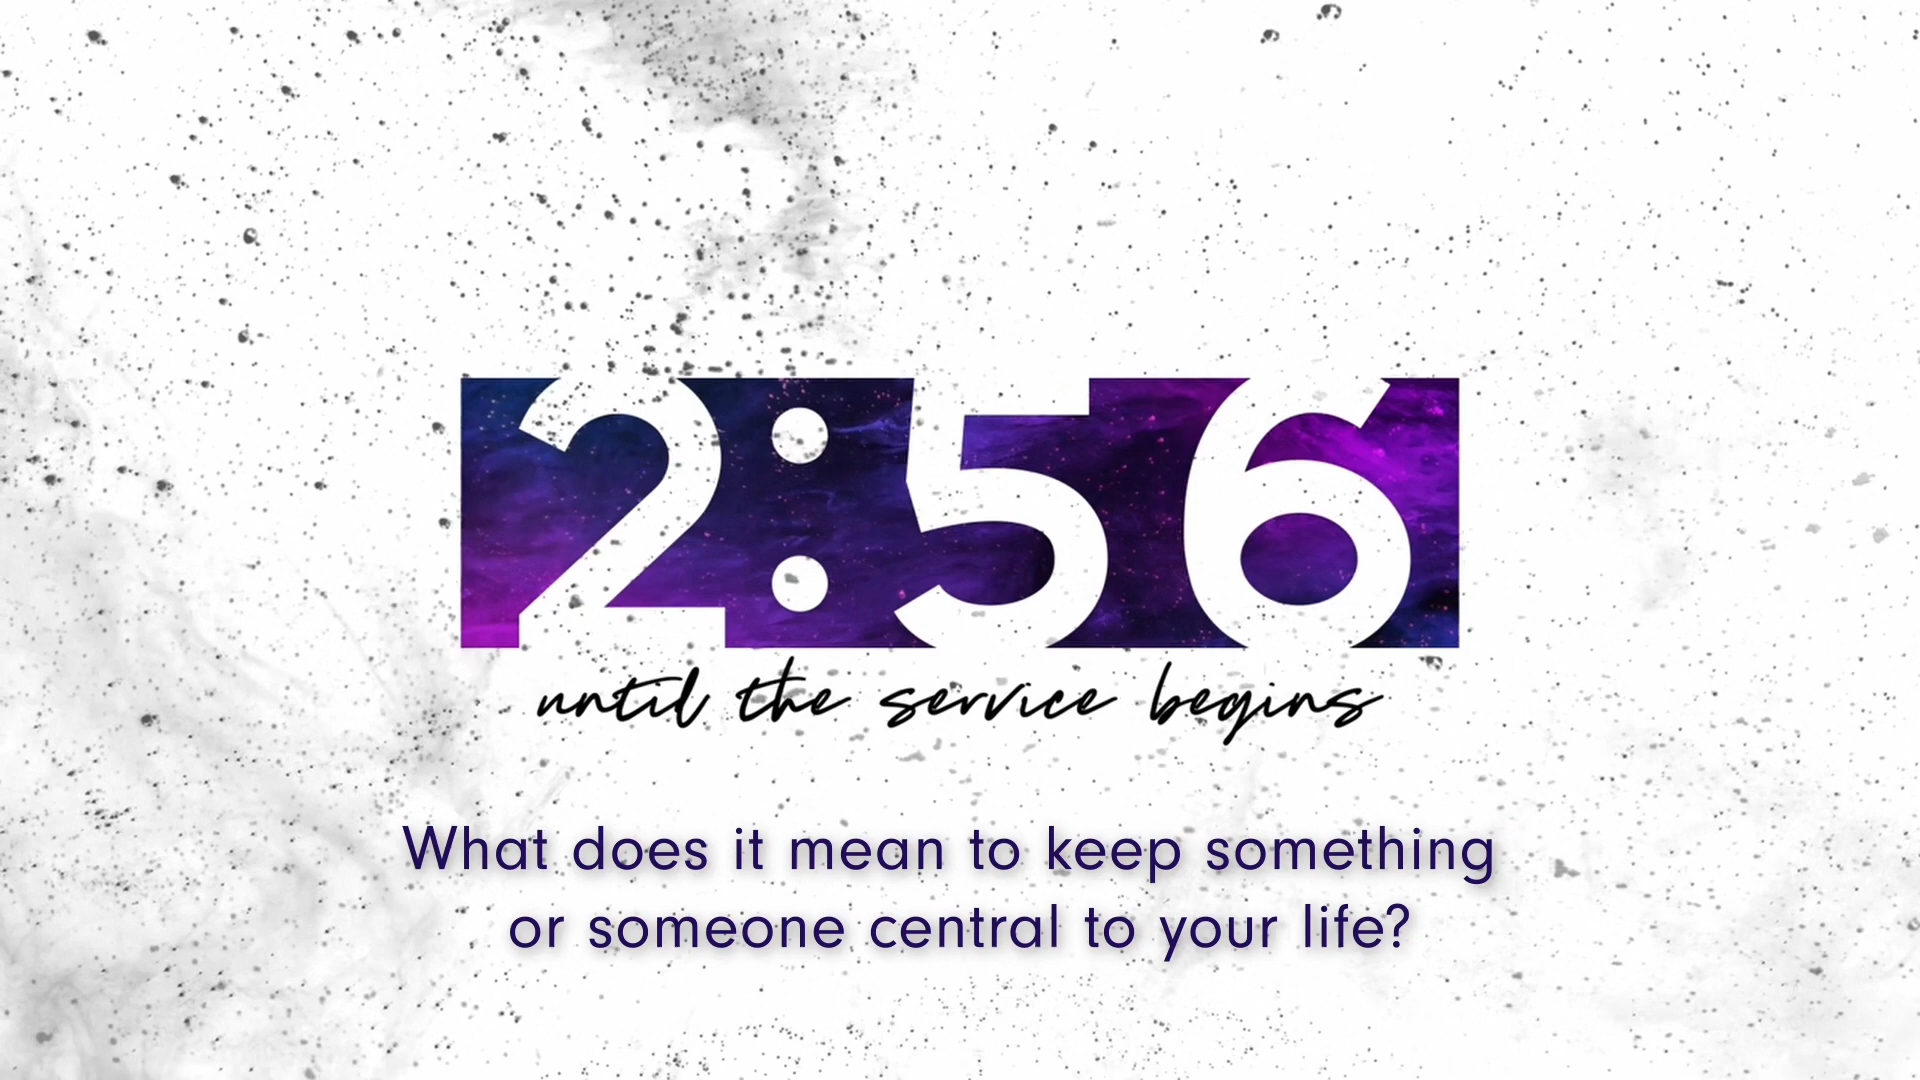 2:56
until the service begins
What does it mean to keep something
or someone central to your life?